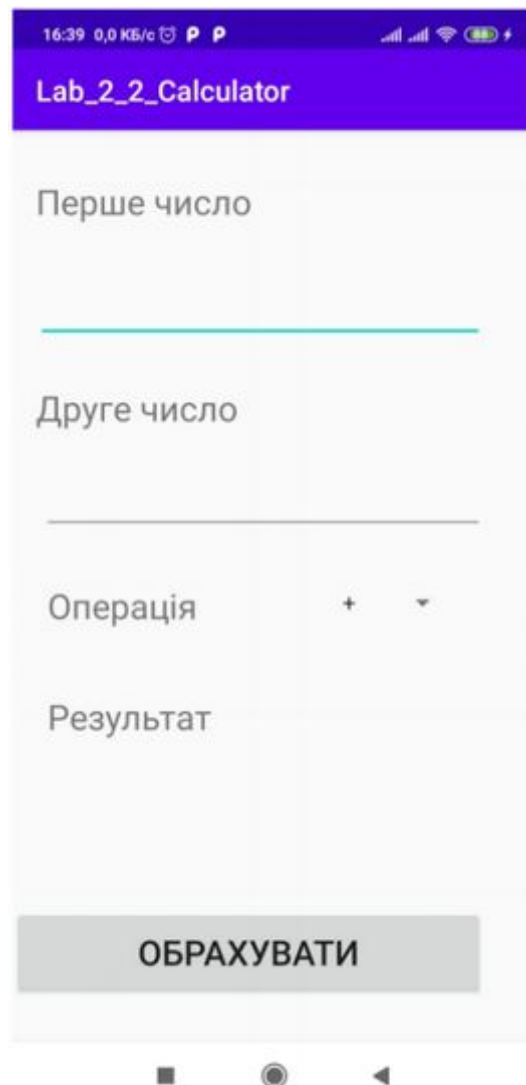 16:39 0,0 КБ/с P P
Lab_2_2_Calculator
Перше число
Друге число
Операція +
Результат
ОБРАХУВАТИ